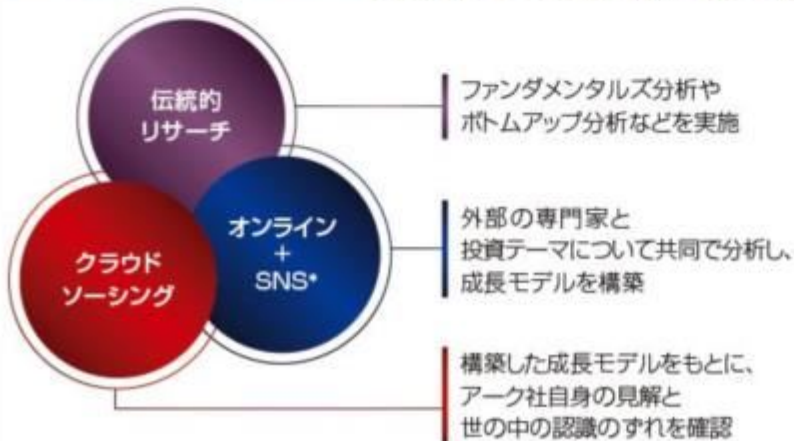 伝統的
リサーチ
ファンダメンタルズ分析や
ボトムアップ分析などを実施
オンライン
+
SNS*
外部の専門家と
投資テーマについて共同で分析し、
成長モデルを構築
クラウド
ソーシング
構築した成長モデルをもとに、
アーク社自身の見解と
世の中の認識のずれを確認